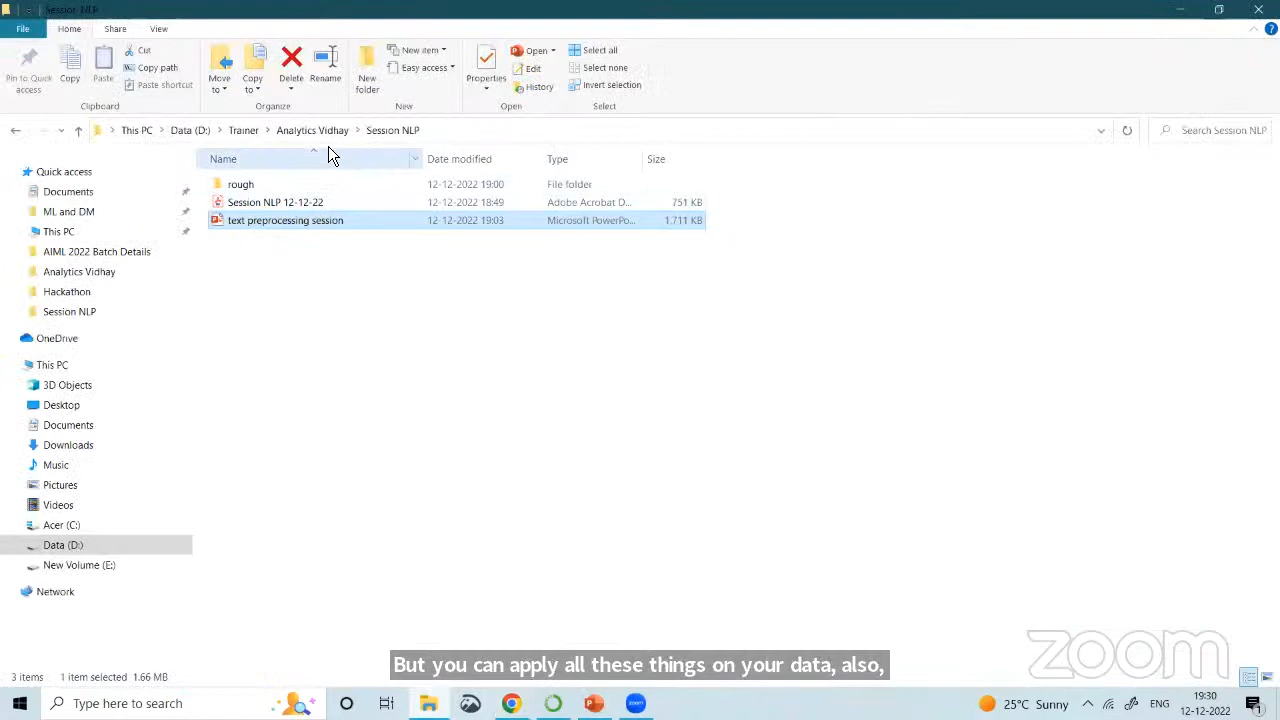 Session NLP
File Home Share View
Pin to Quick access
Copy
Paste
Cut
Copy path
Paste shortcut
Clipboard
Move to
Copy to
Delete
Rename
Organize
New folder
New item
Easy access
New
Properties
Open
Edit
History
Open
Select all
Select none
Invert selection
Select
This PC Data (D:) Trainer Analytics Vidhay Session NLP
Search Session NLP
Name Date modified Type Size
rough 12-12-2022 19:00 File folder
Session NLP 12-12-22 12-12-2022 18:49 Adobe Acrobat D... 751 KB
text preprocessing session 12-12-2022 19:03 Microsoft PowerPo... 1,711 KB
Quick access
Documents
ML and DM
This PC
AIML 2022 Batch Details
Analytics Vidhay
Hackathon
Session NLP
OneDrive
This PC
3D Objects
Desktop
Documents
Downloads
Music
Pictures
Videos
Acer (C:)
Data (D:)
New Volume (E:)
Network
But you can apply all these things on your data, also,
zoom
3 items 1 item selected 1.66 MB
Type here to search
zoom
25°C Sunny
ENG
19:30
12-12-2022
1